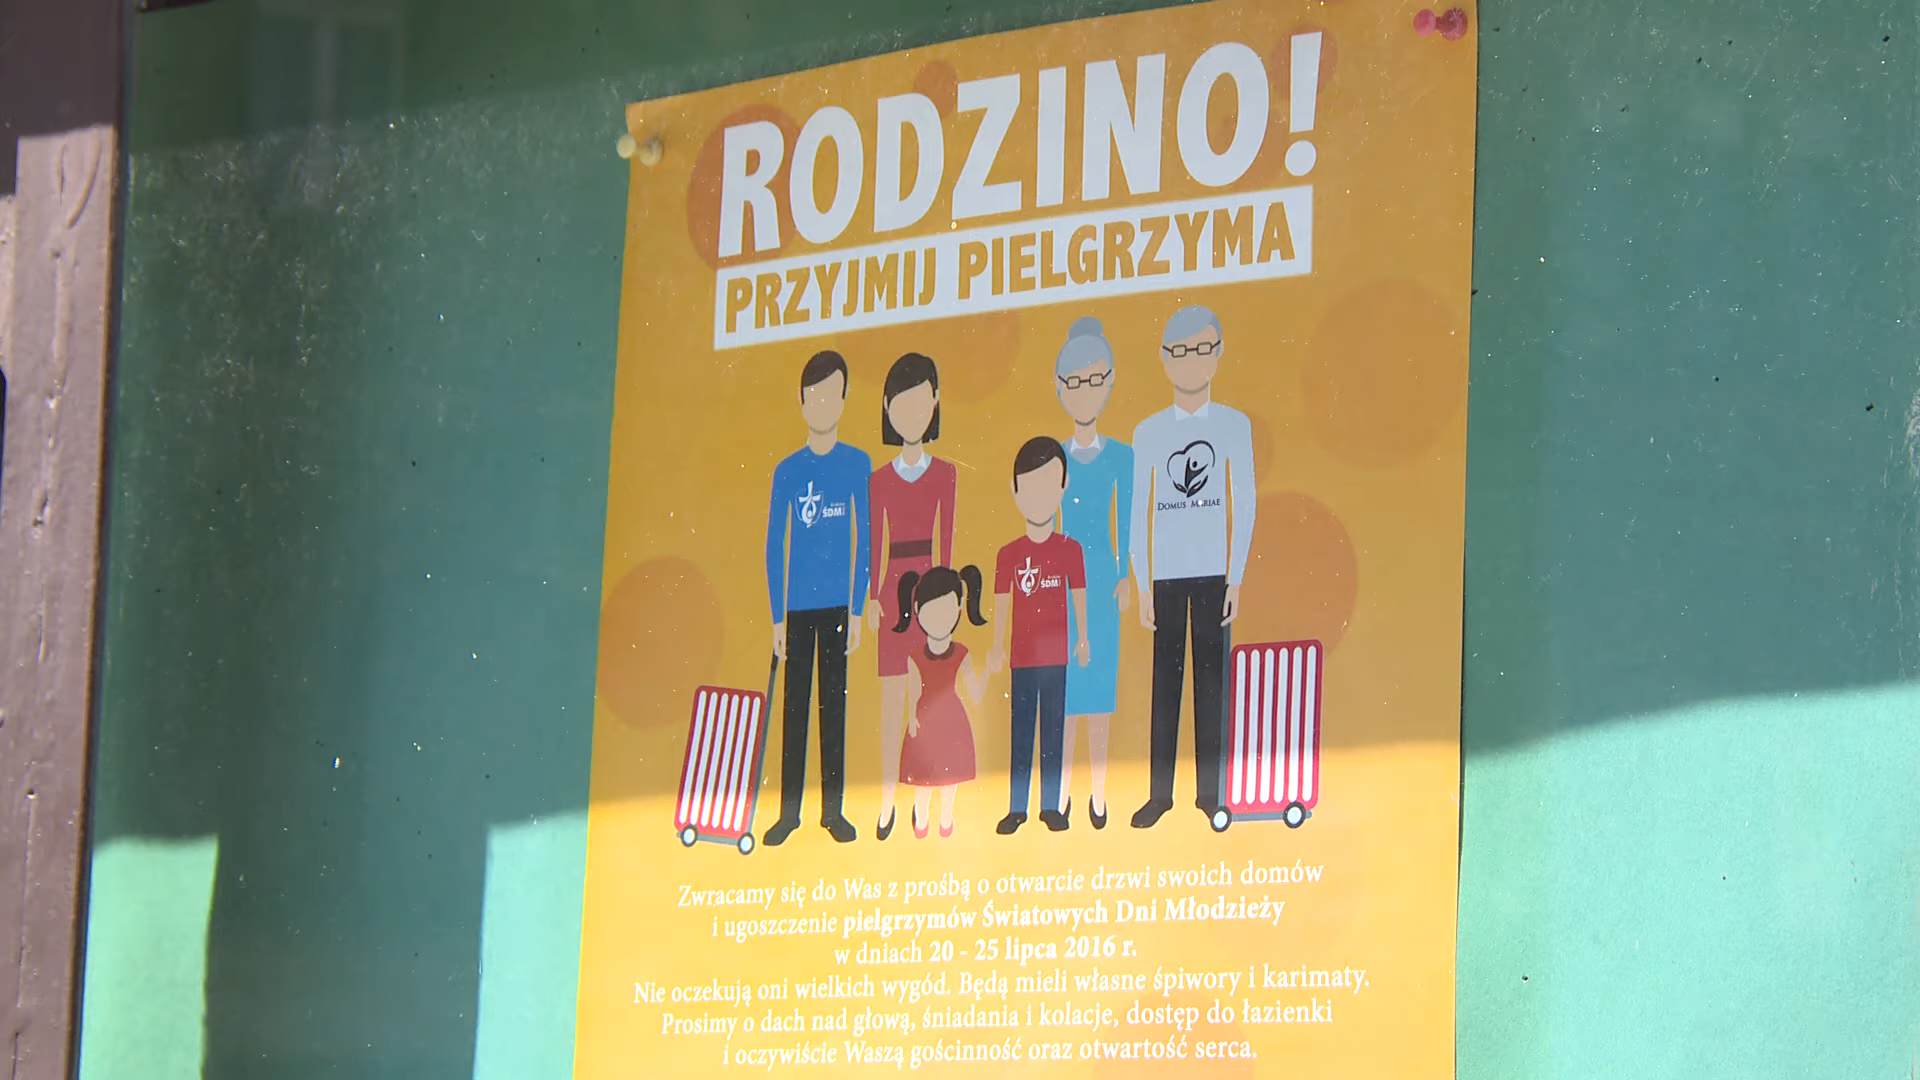 RODZINO!
PRZYJMIJ PIELGRZYMA
ŚDM
ŚDM
DOMUS MARIAE
Zwracamy się do Was z prośbą o otwarcie drzwi swoich domów
i ugoszczenie pielgrzymów Światowych Dni Młodzieży
w dniach 20 - 25 lipca 2016 r.
Nie oczekują oni wielkich wygód. Będą mieli własne śpiwory i karimaty.
Prosimy o dach nad głową, śniadania i kolacje, dostęp do łazienki
i oczywiście Waszą gościnność oraz otwartość serca.